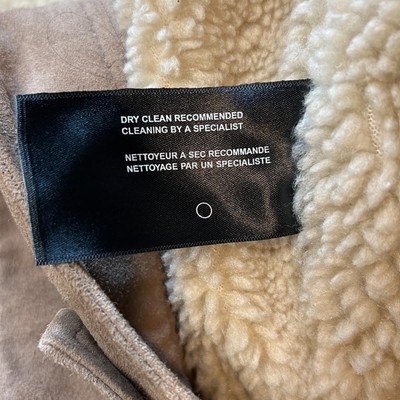 DRY CLEAN RECOMMENDED
CLEANING BY A SPECIALIST
NETTOYEUR A SEC RECOMMANDE
NETTOYAGE PAR UN SPECIALISTE